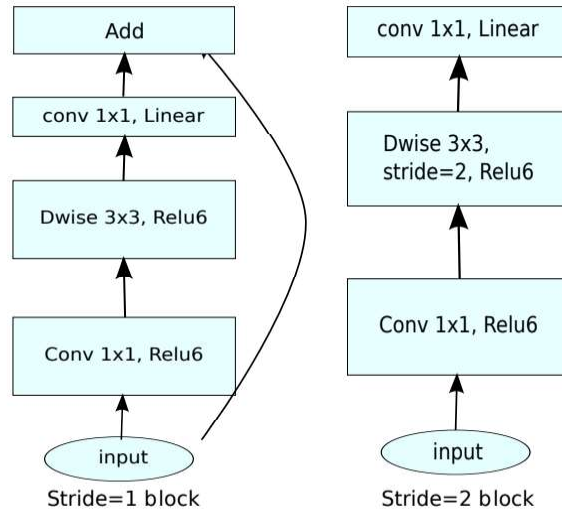 Add
conv 1x1, Linear
Dwise 3x3, Relu6
Conv 1x1, Relu6
input
Stride=1 block
conv 1x1, Linear
Dwise 3x3,
stride=2, Relu6
Conv 1x1, Relu6
input
Stride=2 block